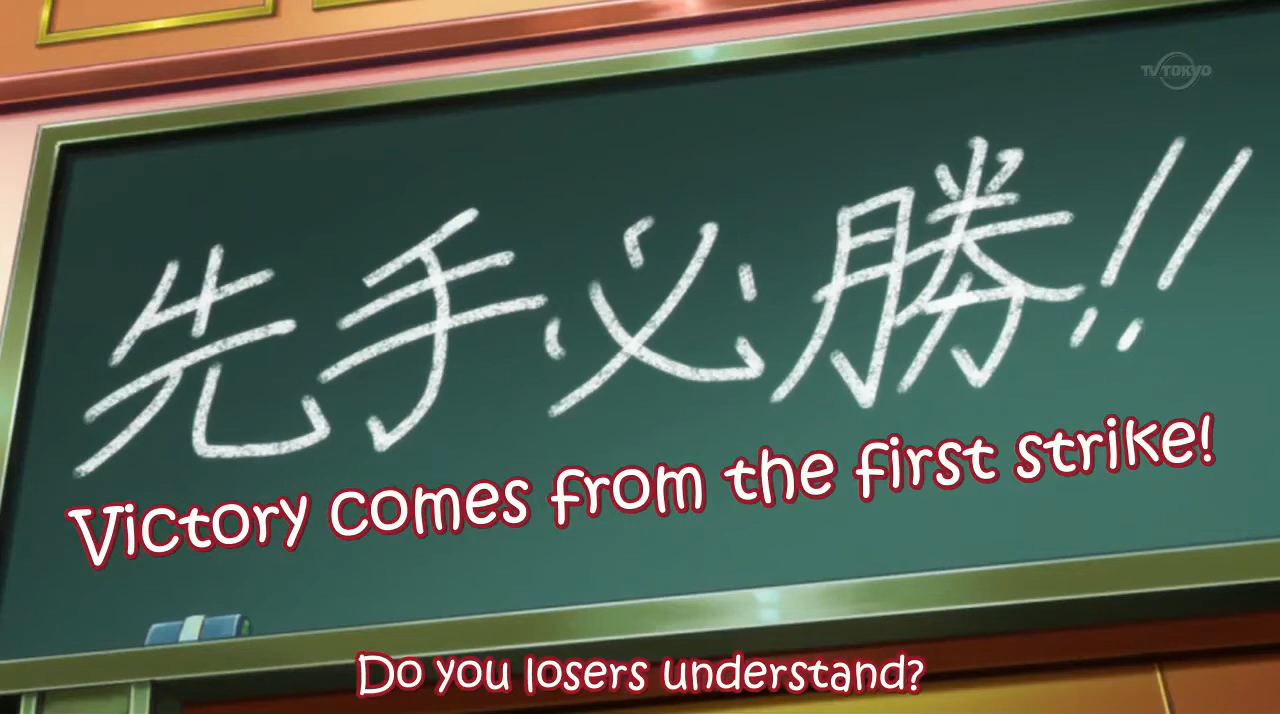 TV TOKYO
先手必勝!!
Victory comes from the first strike!
Do you losers understand?